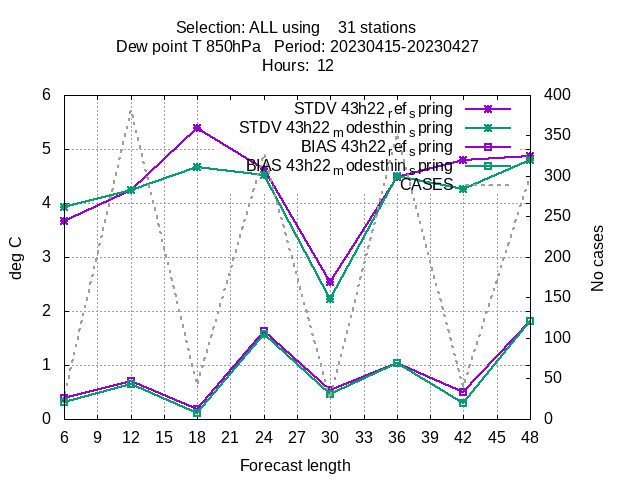 Selection: ALL using    31 stations
Dew point T 850hPa   Period: 20230415-20230427
Hours:  12
STDV 43h22_ref_spring
STDV 43h22_modesthin_spring
BIAS 43h22_ref_spring
BIAS 43h22_modesthin_spring
CASES
deg C
6
5
4
3
2
1
0
No cases
400
350
300
250
200
150
100
50
0
6 9 12 15 18 21 24 27 30 33 36 39 42 45 48
Forecast length